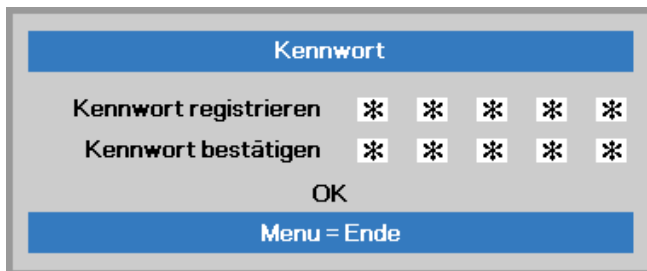 Kennwort
Kennwort registrieren * * * * *
Kennwort bestätigen * * * * *
OK
Menu = Ende